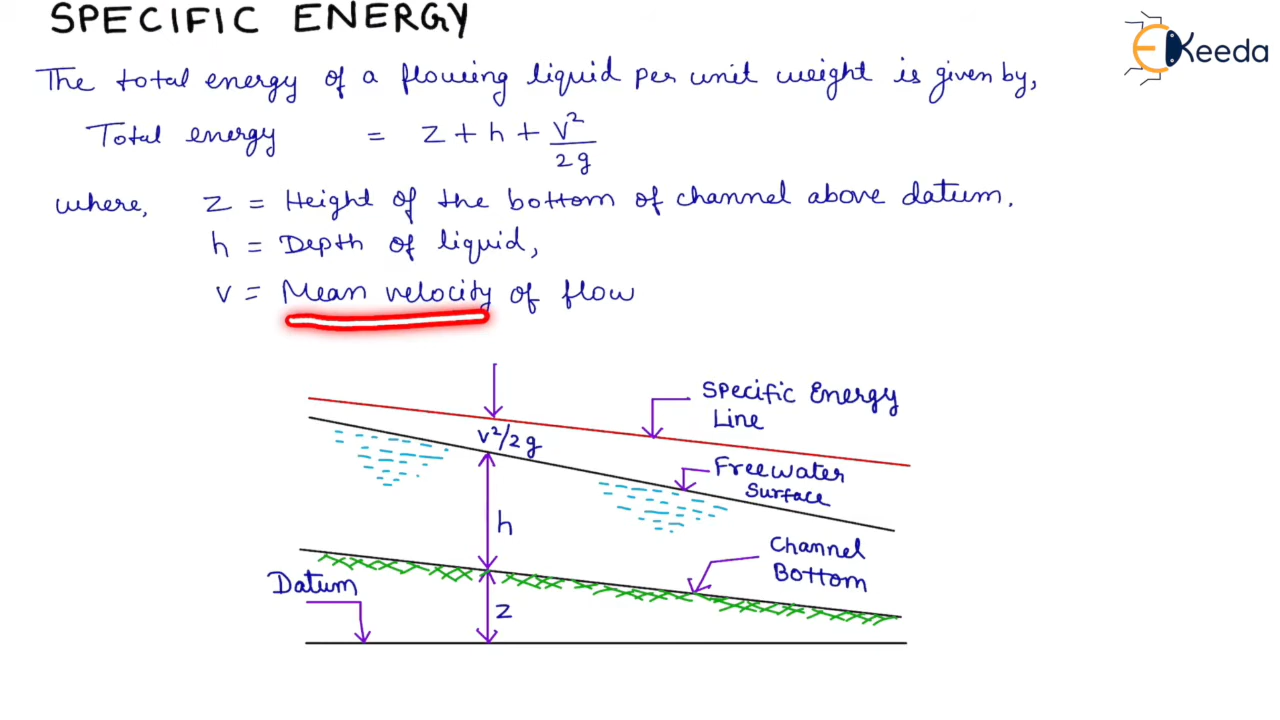 SPECIFIC ENERGY
EKeeda
The total energy of a flowing liquid per unit weight is given by,
Total energy = z + h + v²/2g
where, z = Height of the bottom of channel above datum.
h = Depth of liquid,
v = Mean velocity of flow
Specific Energy
Line
v²/2g
Freewater
Surface
h
Channel
Bottom
Datum
z